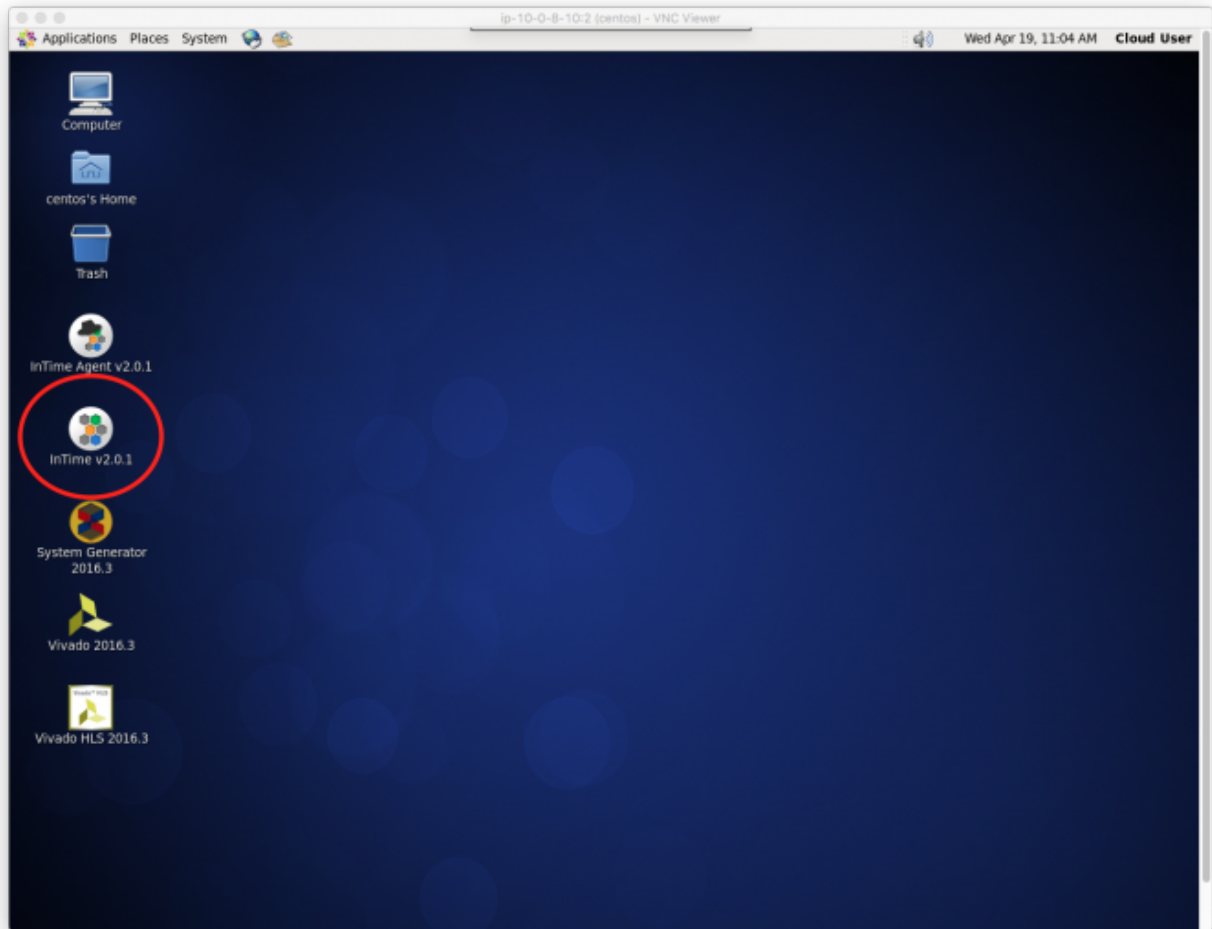 ip-10-0-8-10:2 (centos) - VNC Viewer
Applications Places System Wed Apr 19, 11:04 AM Cloud User
Computer
centos's Home
Trash
InTime Agent v2.0.1
InTime v2.0.1
System Generator
2016.3
Vivado 2016.3
Vivado HLS 2016.3